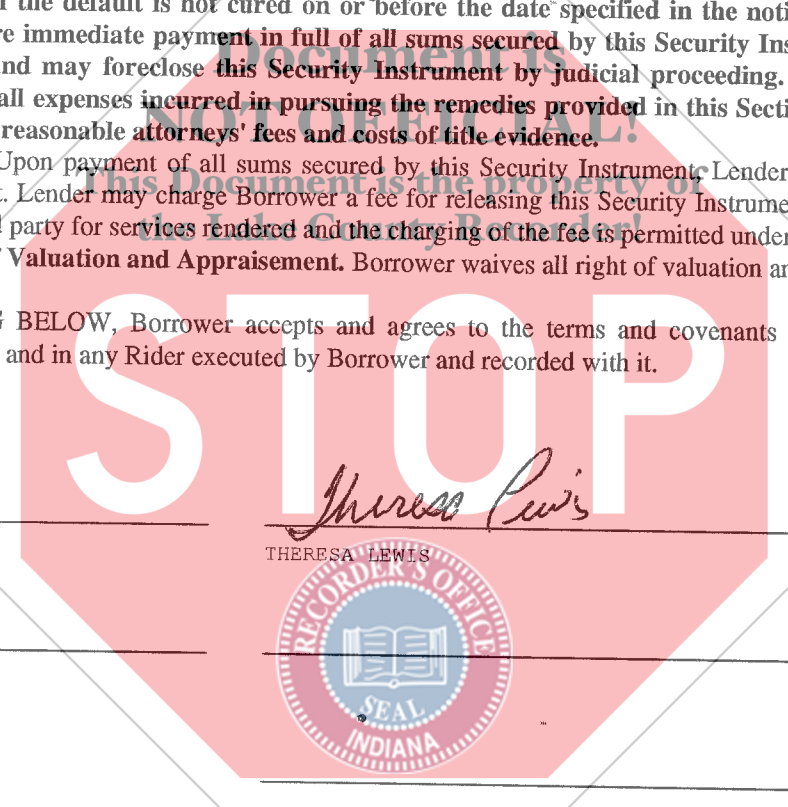 the default is not cured on or before the date specified in the noti
re immediate payment in full of all sums secured by this Security Ins
nd may foreclose this Security Instrument by judicial proceeding.
all expenses incurred in pursuing the remedies provided in this Secti
reasonable attorneys' fees and costs of title evidence.
Upon payment of all sums secured by this Security Instrument, Lender
t. Lender may charge Borrower a fee for releasing this Security Instrume
d party for services rendered and the charging of the fee is permitted under
f Valuation and Appraisement. Borrower waives all right of valuation an
G BELOW, Borrower accepts and agrees to the terms and covenants
and in any Rider executed by Borrower and recorded with it.
Document is
NOT OFFICIAL!
This Document is the property of
the Lake County Recorder!
STOP
Theresa Lewis
THERESA LEWIS
RECORDER'S OFFICE
SEAL
INDIANA